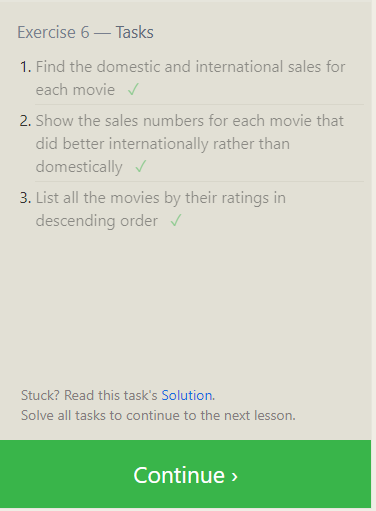 Exercise 6 — Tasks
1. Find the domestic and international sales for
each movie ✓
2. Show the sales numbers for each movie that
did better internationally rather than
domestically ✓
3. List all the movies by their ratings in
descending order ✓
Stuck? Read this task's Solution.
Solve all tasks to continue to the next lesson.
Continue ›